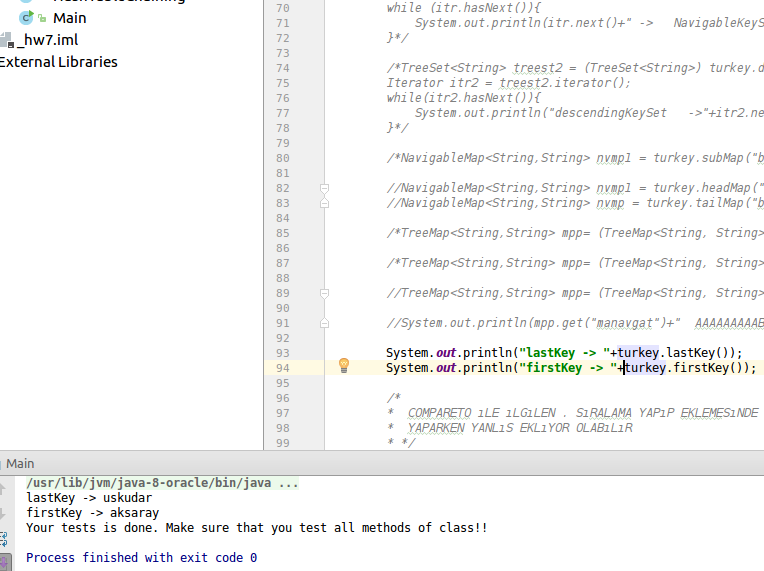 Main
_hw7.iml
External Libraries
70 while (itr.hasNext()){
71 System.out.println(itr.next()+" -> NavigableKeyS
72 }*/
73
74 /*TreeSet<String> treest2 = (TreeSet<String>) turkey.d
75 Iterator itr2 = treest2.iterator();
76 while(itr2.hasNext()){
77 System.out.println("descendingKeySet ->"+itr2.ne
78 }*/
79
80 /*NavigableMap<String,String> nvmp1 = turkey.subMap("b
81
82 //NavigableMap<String,String> nvmp1 = turkey.headMap("
83 //NavigableMap<String,String> nvmp = turkey.tailMap("b
84
85 /*TreeMap<String,String> mpp= (TreeMap<String, String>
86
87 /*TreeMap<String,String> mpp= (TreeMap<String, String>
88
89 //TreeMap<String,String> mpp= (TreeMap<String, String>
90
91 //System.out.println(mpp.get("manavgat")+" AAAAAAAAAB
92
93 System.out.println("lastKey -> "+turkey.lastKey());
94 System.out.println("firstKey -> "+turkey.firstKey());
95
96 /*
97 * COMPARETO ıLE ıLGıLEN . SıRALAMA YAPıP EKLEMESıNDE
98 * YAPARKEN YANLıS EKLıYOR OLABıLıR
99 * */
Main
/usr/lib/jvm/java-8-oracle/bin/java ...
lastKey -> uskudar
firstKey -> aksaray
Your tests is done. Make sure that you test all methods of class!!
Process finished with exit code 0